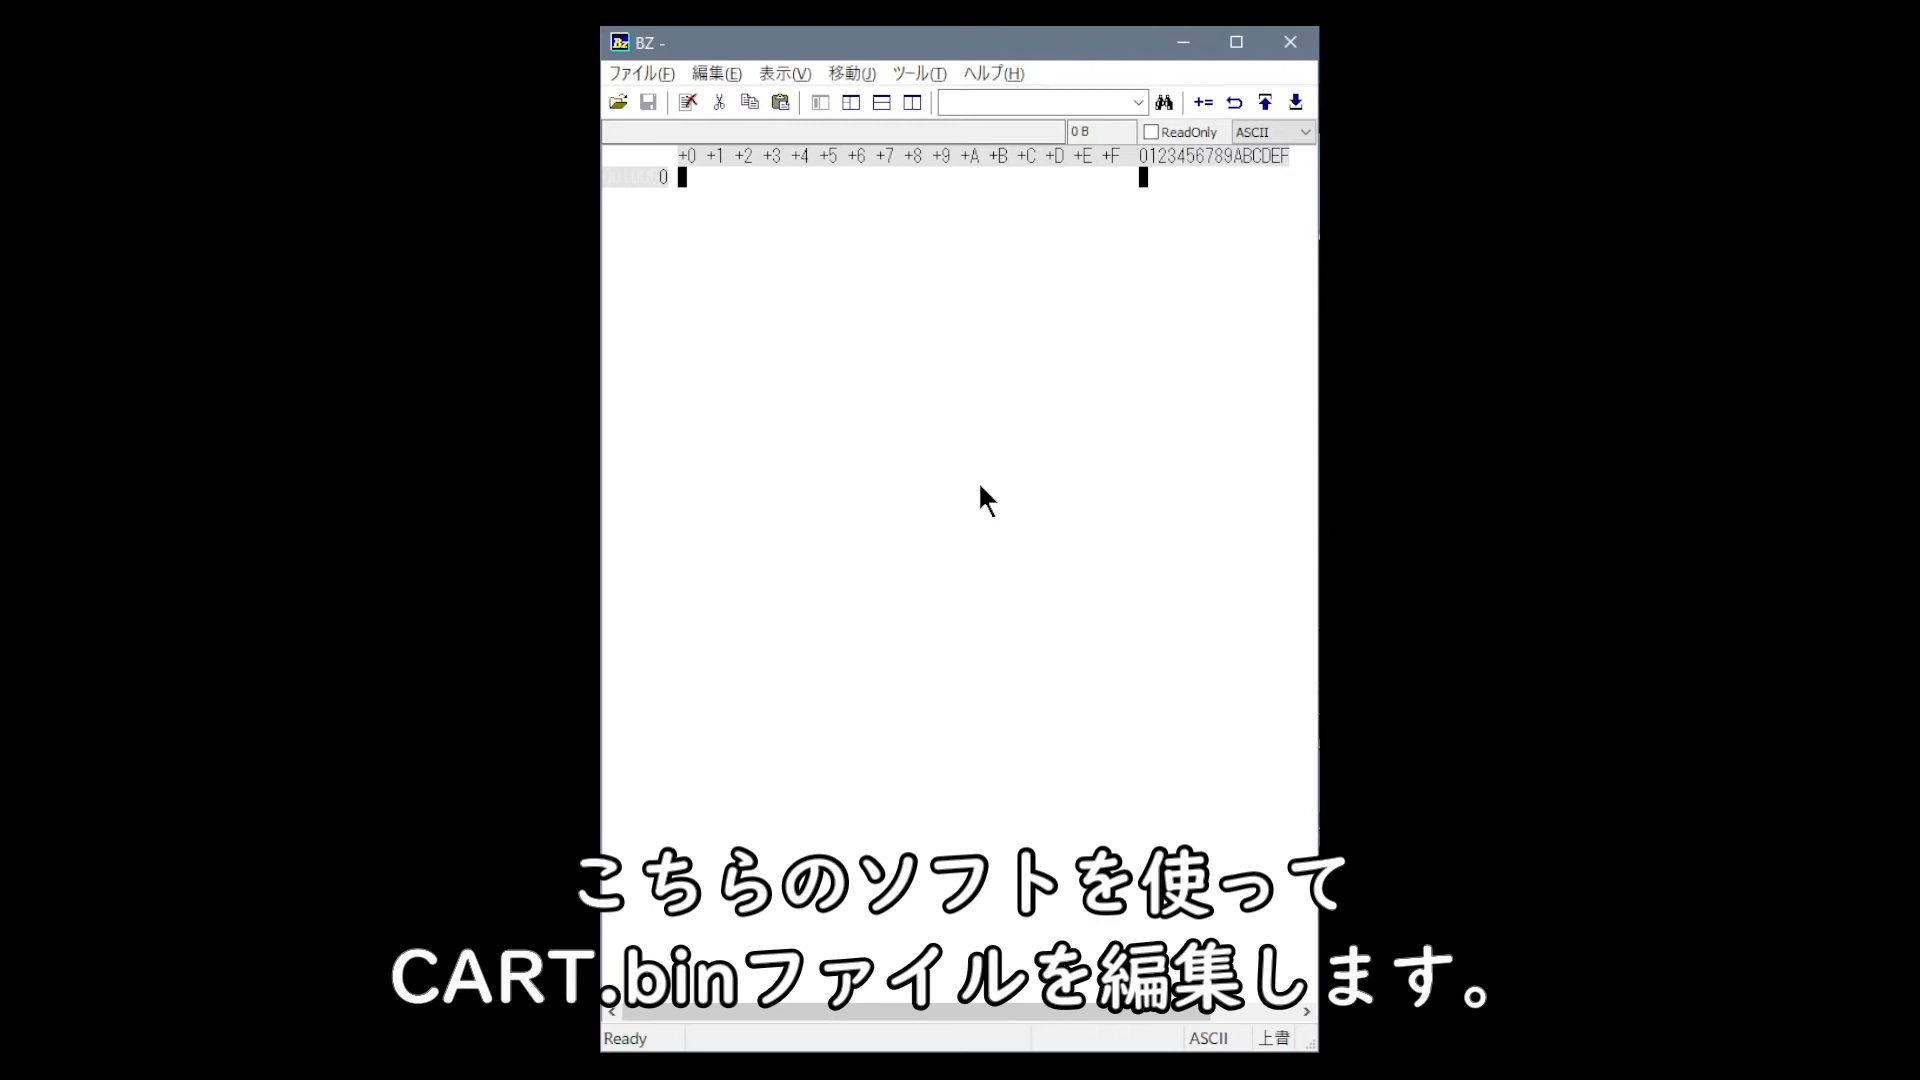 BZ -
ファイル(F) 編集(E) 表示(V) 移動(J) ツール(T) ヘルプ(H)
0 B ReadOnly ASCII
+0 +1 +2 +3 +4 +5 +6 +7 +8 +9 +A +B +C +D +E +F 0123456789ABCDEF
0
こちらのソフトを使って
CART.binファイルを編集します。
Ready ASCII 上書